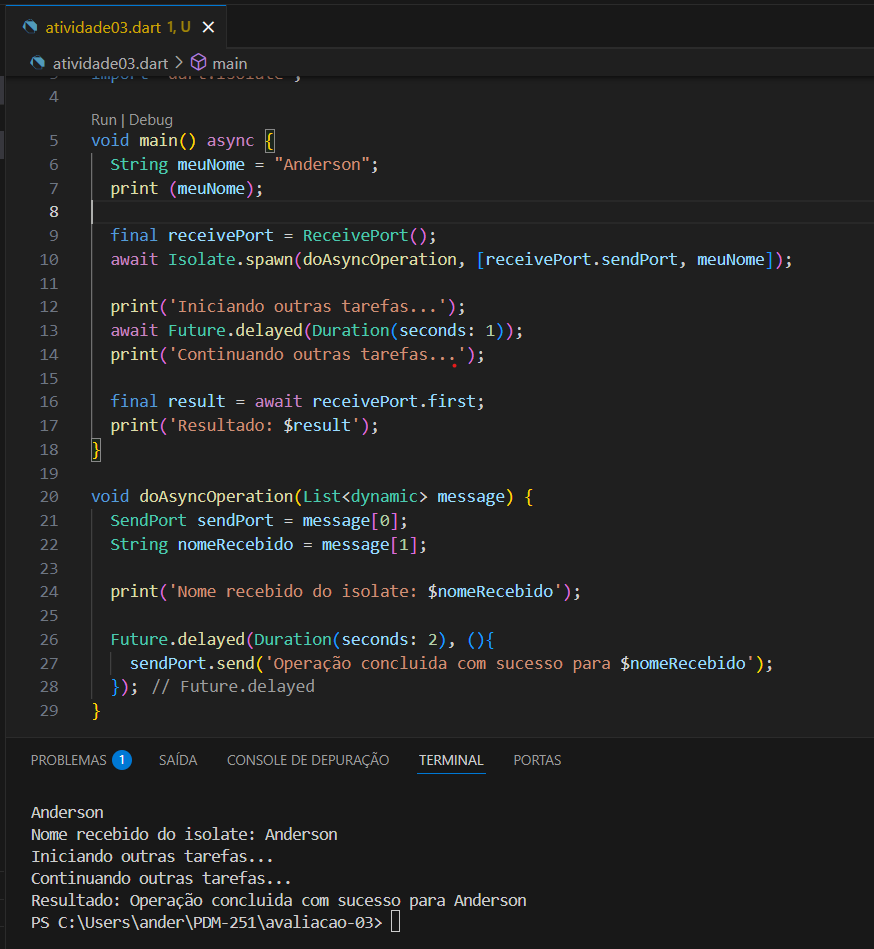 atividade03.dart 1, U ✕
atividade03.dart > main
3 import 'dart:isolate';
4
Run | Debug
5 void main() async {
6   String meuNome = "Anderson";
7   print (meuNome);
8
9   final receivePort = ReceivePort();
10   await Isolate.spawn(doAsyncOperation, [receivePort.sendPort, meuNome]);
11
12   print('Iniciando outras tarefas...');
13   await Future.delayed(Duration(seconds: 1));
14   print('Continuando outras tarefas...');
15
16   final result = await receivePort.first;
17   print('Resultado: $result');
18 }
19
20 void doAsyncOperation(List<dynamic> message) {
21   SendPort sendPort = message[0];
22   String nomeRecebido = message[1];
23
24   print('Nome recebido do isolate: $nomeRecebido');
25
26   Future.delayed(Duration(seconds: 2), (){
27     sendPort.send('Operação concluida com sucesso para $nomeRecebido');
28   }); // Future.delayed
29 }
PROBLEMAS 1 SAÍDA CONSOLE DE DEPURAÇÃO TERMINAL PORTAS
Anderson
Nome recebido do isolate: Anderson
Iniciando outras tarefas...
Continuando outras tarefas...
Resultado: Operação concluida com sucesso para Anderson
PS C:\Users\ander\PDM-251\avaliacao-03>